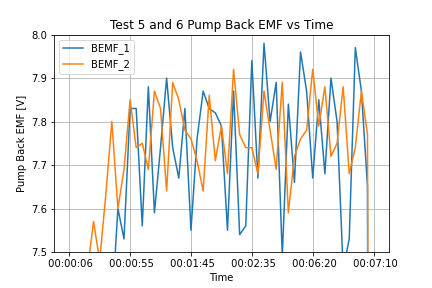 Test 5 and 6 Pump Back EMF vs Time
BEMF_1
BEMF_2
Pump Back EMF [V]
8.0
7.9
7.8
7.7
7.6
7.5
00:00:06 00:00:55 00:01:45 00:02:35 00:06:20 00:07:10
Time